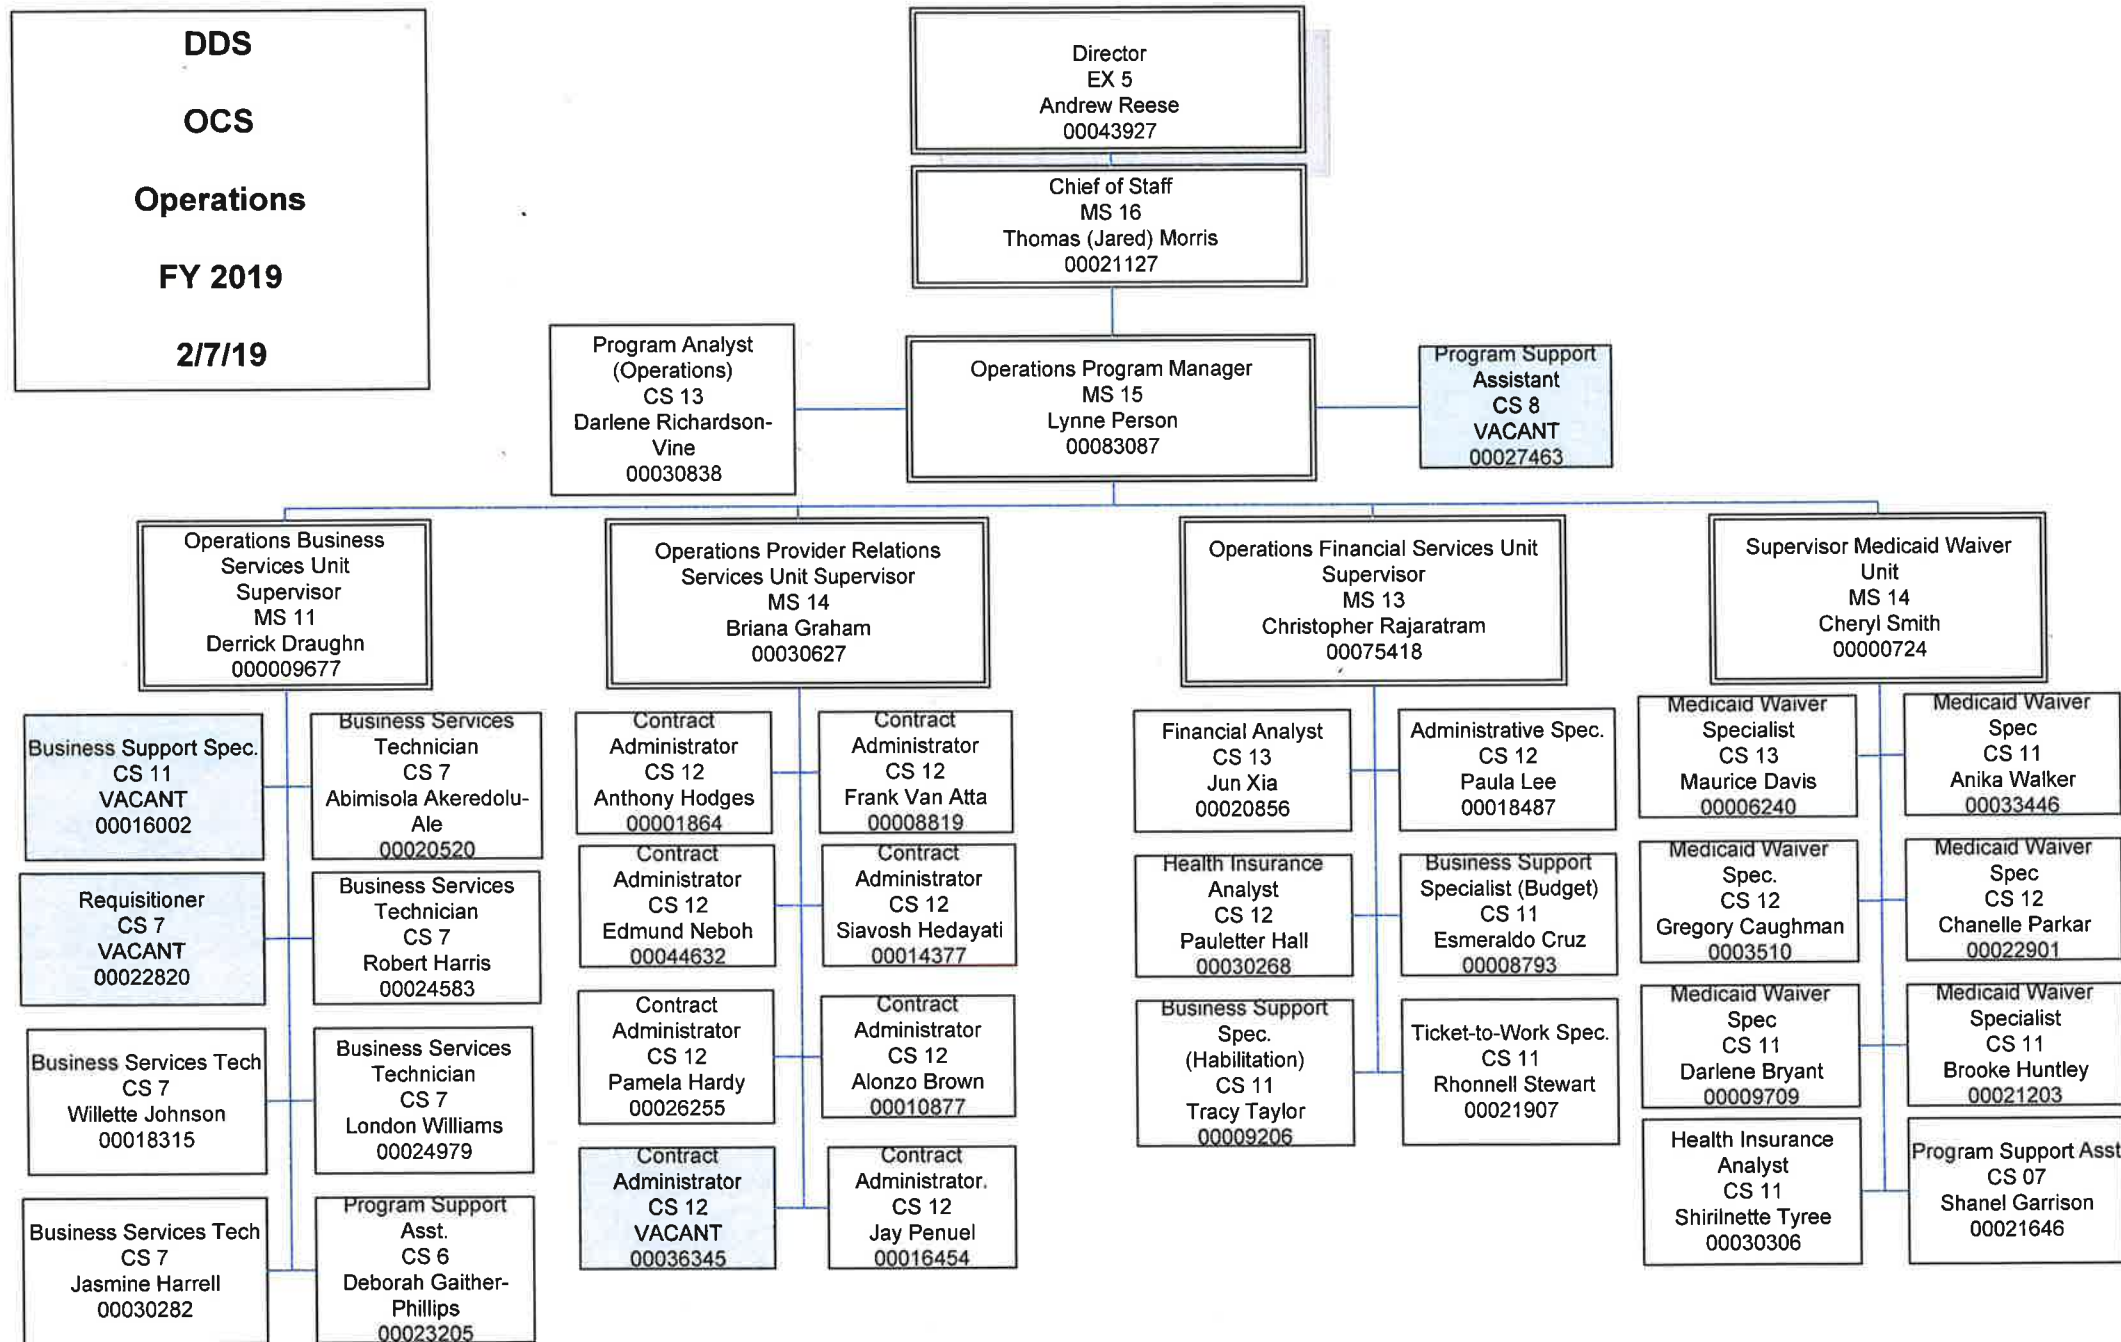 DDS
OCS
Operations
FY 2019
2/7/19
Director
EX 5
Andrew Reese
00043927
Chief of Staff
MS 16
Thomas (Jared) Morris
00021127
Program Analyst
(Operations)
CS 13
Darlene Richardson-
Vine
00030838
Operations Program Manager
MS 15
Lynne Person
00083087
Program Support
Assistant
CS 8
VACANT
00027463
Operations Business
Services Unit
Supervisor
MS 11
Derrick Draughn
000009677
Operations Provider Relations
Services Unit Supervisor
MS 14
Briana Graham
00030627
Operations Financial Services Unit
Supervisor
MS 13
Christopher Rajaratram
00075418
Supervisor Medicaid Waiver
Unit
MS 14
Cheryl Smith
00000724
Business Support Spec.
CS 11
VACANT
00016002
Business Services
Technician
CS 7
Abimisola Akeredolu-
Ale
00020520
Requisitioner
CS 7
VACANT
00022820
Business Services
Technician
CS 7
Robert Harris
00024583
Business Services Tech
CS 7
Willette Johnson
00018315
Business Services
Technician
CS 7
London Williams
00024979
Business Services Tech
CS 7
Jasmine Harrell
00030282
Program Support
Asst.
CS 6
Deborah Gaither-
Phillips
00023205
Contract
Administrator
CS 12
Anthony Hodges
00001864
Contract
Administrator
CS 12
Frank Van Atta
00008819
Contract
Administrator
CS 12
Edmund Neboh
00044632
Contract
Administrator
CS 12
Siavosh Hedayati
00014377
Contract
Administrator
CS 12
Pamela Hardy
00026255
Contract
Administrator
CS 12
Alonzo Brown
00010877
Contract
Administrator
CS 12
VACANT
00036345
Contract
Administrator.
CS 12
Jay Penuel
00016454
Financial Analyst
CS 13
Jun Xia
00020856
Administrative Spec.
CS 12
Paula Lee
00018487
Health Insurance
Analyst
CS 12
Pauletter Hall
00030268
Business Support
Specialist (Budget)
CS 11
Esmeraldo Cruz
00008793
Business Support
Spec.
(Habilitation)
CS 11
Tracy Taylor
00009206
Ticket-to-Work Spec.
CS 11
Rhonnell Stewart
00021907
Medicaid Waiver
Specialist
CS 13
Maurice Davis
00006240
Medicaid Waiver
Spec
CS 11
Anika Walker
00033446
Medicaid Waiver
Spec.
CS 12
Gregory Caughman
0003510
Medicaid Waiver
Spec
CS 12
Chanelle Parkar
00022901
Medicaid Waiver
Spec
CS 11
Darlene Bryant
00009709
Medicaid Waiver
Specialist
CS 11
Brooke Huntley
00021203
Health Insurance
Analyst
CS 11
Shirilnette Tyree
00030306
Program Support Asst
CS 07
Shanel Garrison
00021646